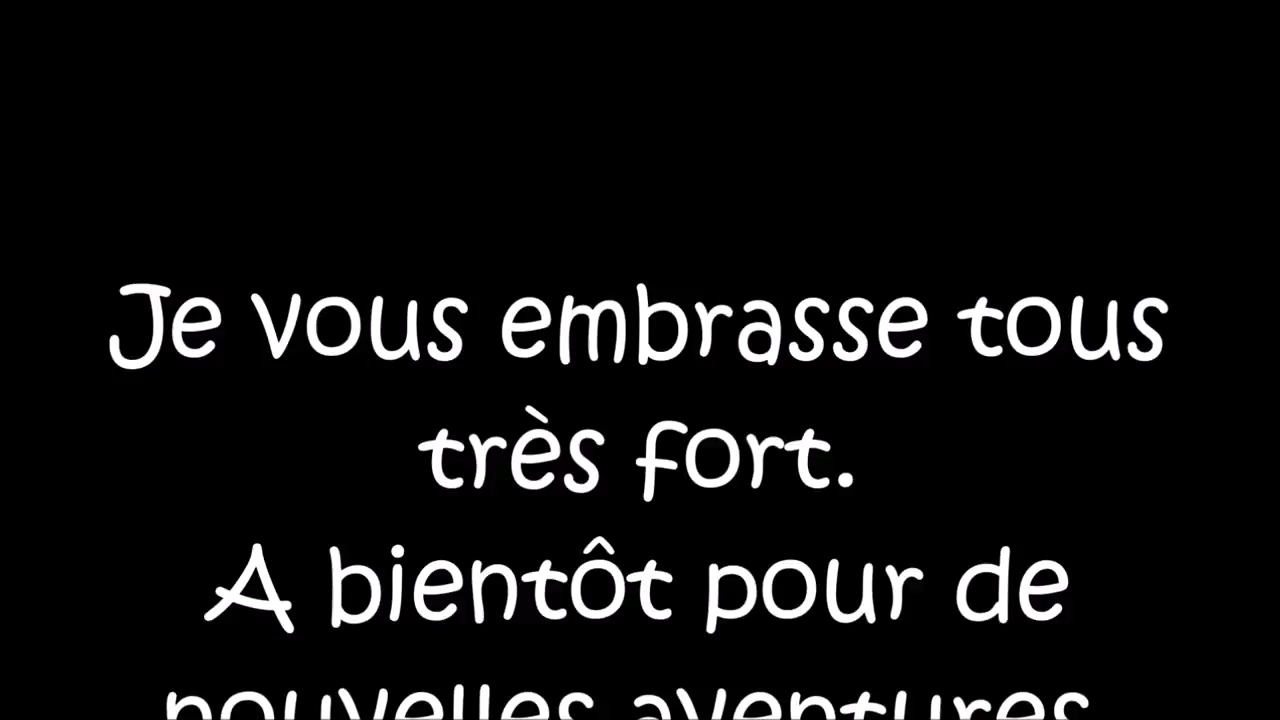 Je vous embrasse tous
très fort.
A bientôt pour de
nouvelles aventures